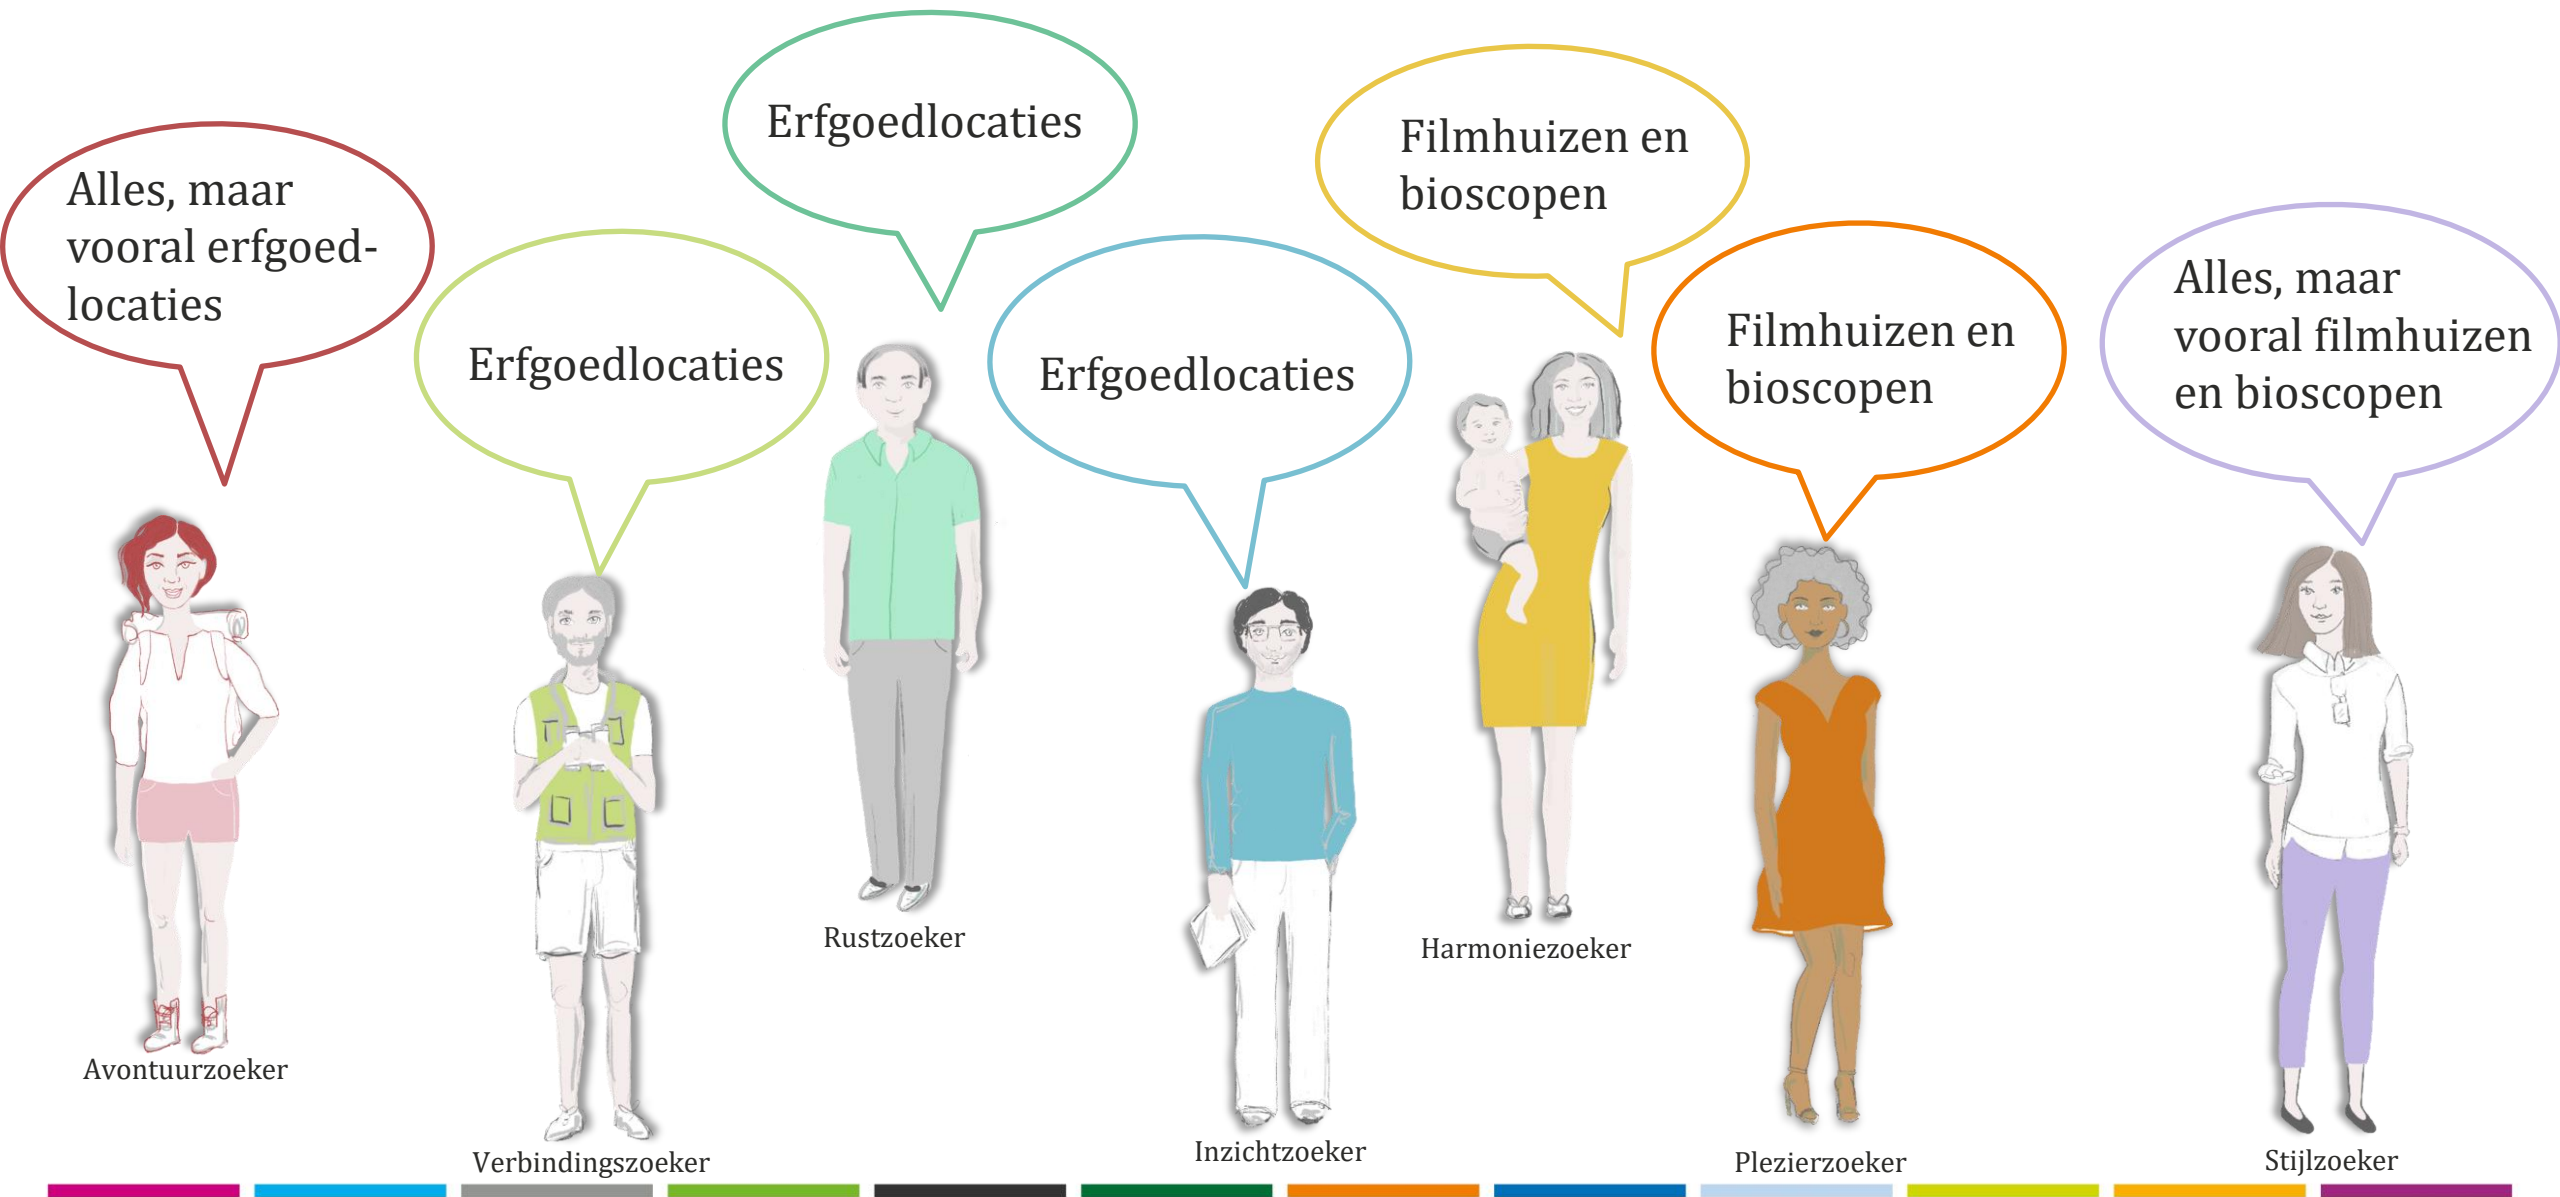 Alles, maar
vooral erfgoed-
locaties
Erfgoedlocaties
Erfgoedlocaties
Erfgoedlocaties
Filmhuizen en
bioscopen
Filmhuizen en
bioscopen
Alles, maar
vooral filmhuizen
en bioscopen
Avontuurzoeker
Verbindingszoeker
Rustzoeker
Inzichtzoeker
Harmoniezoeker
Plezierzoeker
Stijlzoeker